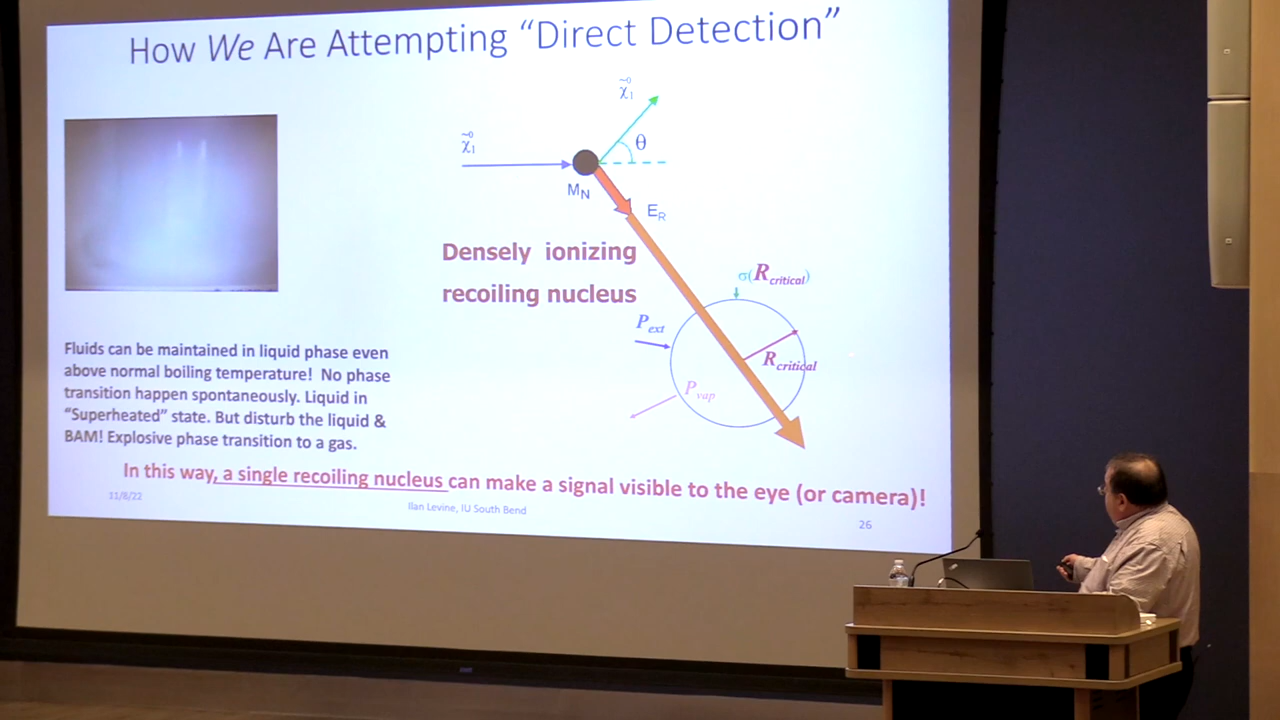 How We Are Attempting “Direct Detection”
χ̃⁰₁
χ̃⁰₁
θ
M_N
E_R
Densely ionizing
recoiling nucleus
σ(R_critical)
P_ext
R_critical
P_vap
Fluids can be maintained in liquid phase even
above normal boiling temperature! No phase
transition happen spontaneously. Liquid in
“Superheated” state. But disturb the liquid &
BAM! Explosive phase transition to a gas.
In this way, a single recoiling nucleus can make a signal visible to the eye (or camera)!
11/8/22
Ilan Levine, IU South Bend
26